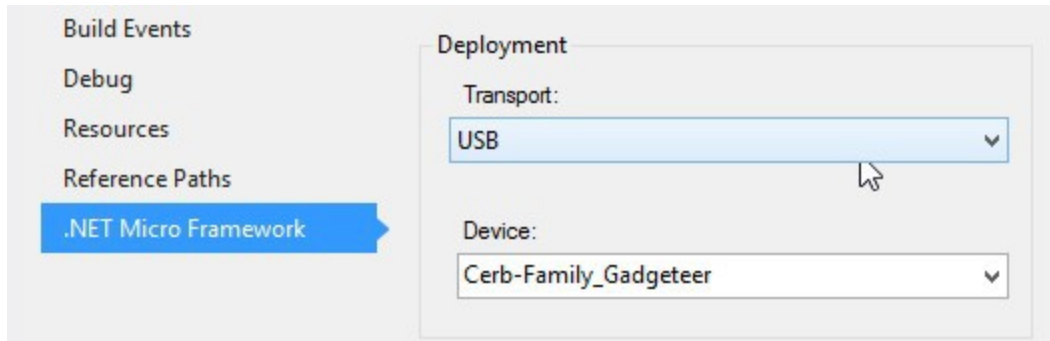 Build Events
Debug
Resources
Reference Paths
.NET Micro Framework
Deployment
Transport:
USB
Device:
Cerb-Family_Gadgeteer